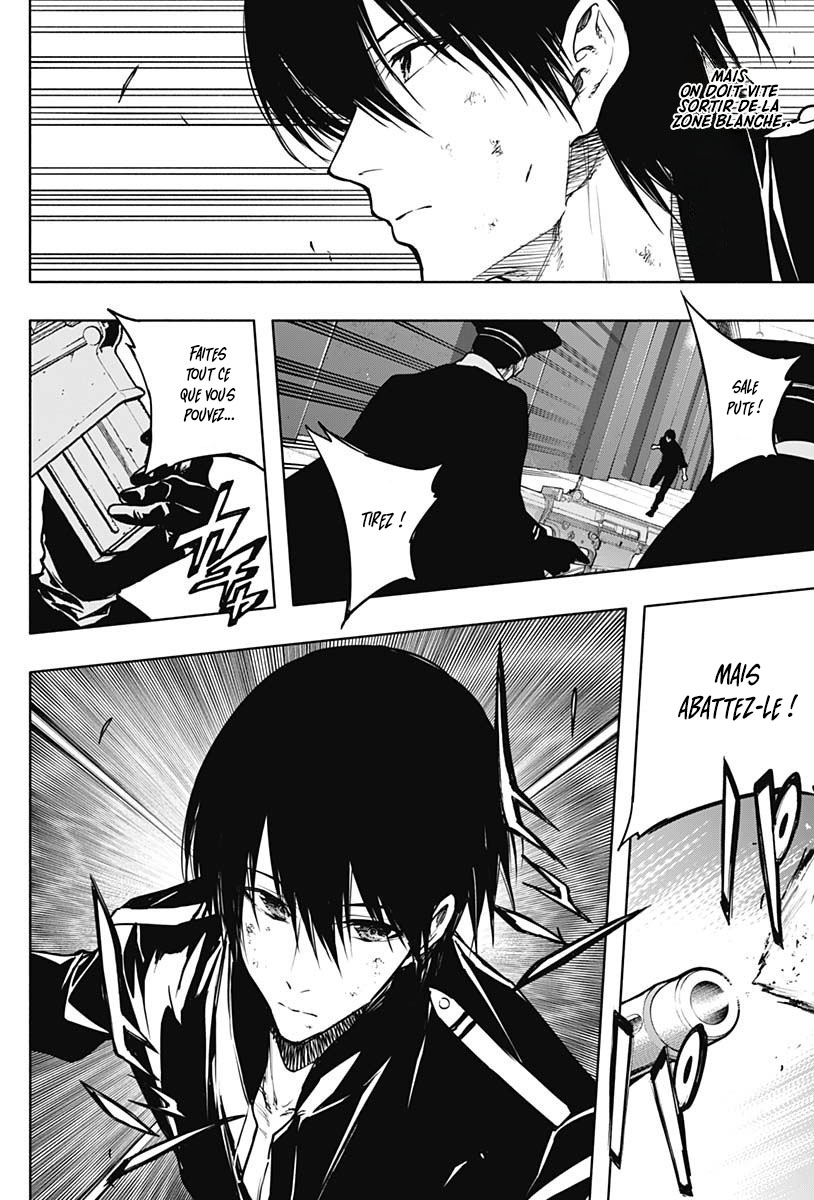 MAIS
ON DOIT VITE
SORTIR DE LA
ZONE BLANCHE.
SALE
PUTE !
TIREZ !
FAITES
TOUT CE
QUE VOUS
POUVEZ...
MAIS
ABATTEZ-LE !